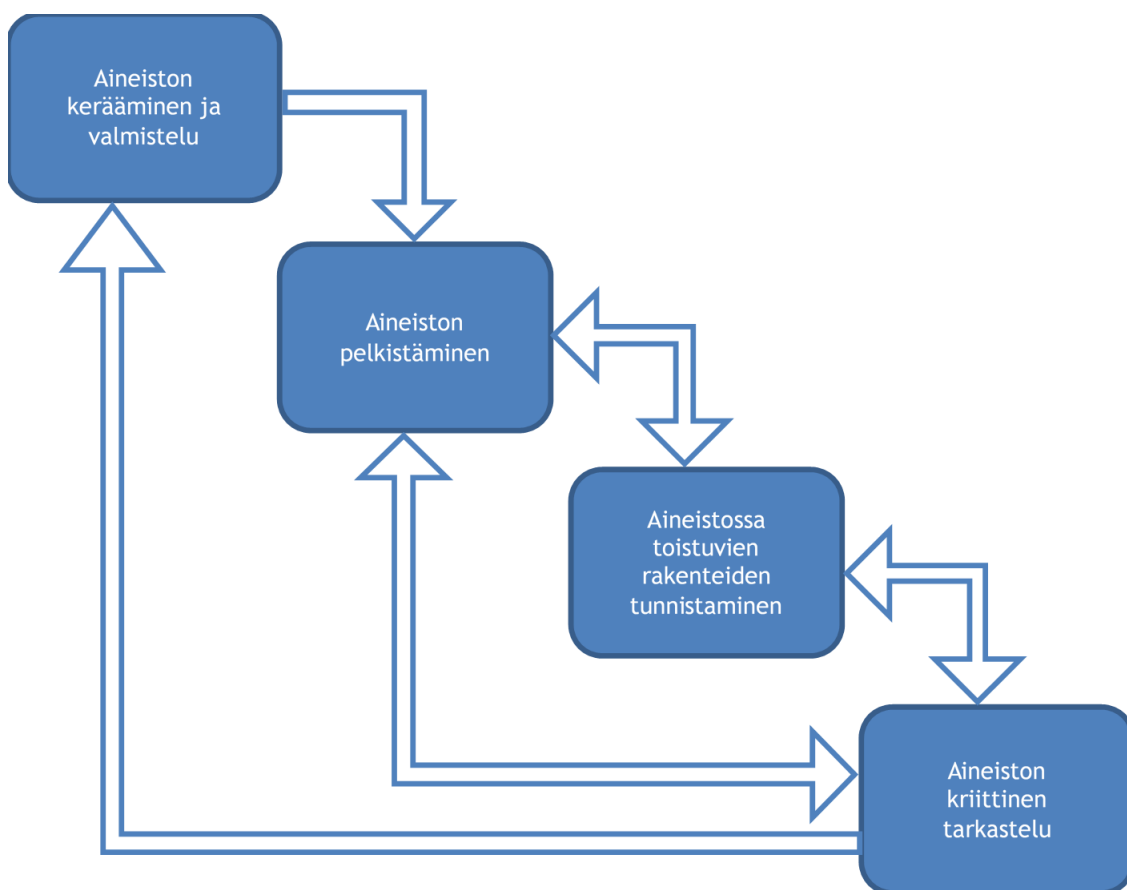 Aineiston
kerääminen ja
valmistelu
Aineiston
pelkistäminen
Aineistossa
toistuvien
rakenteiden
tunnistaminen
Aineiston
kriittinen
tarkastelu